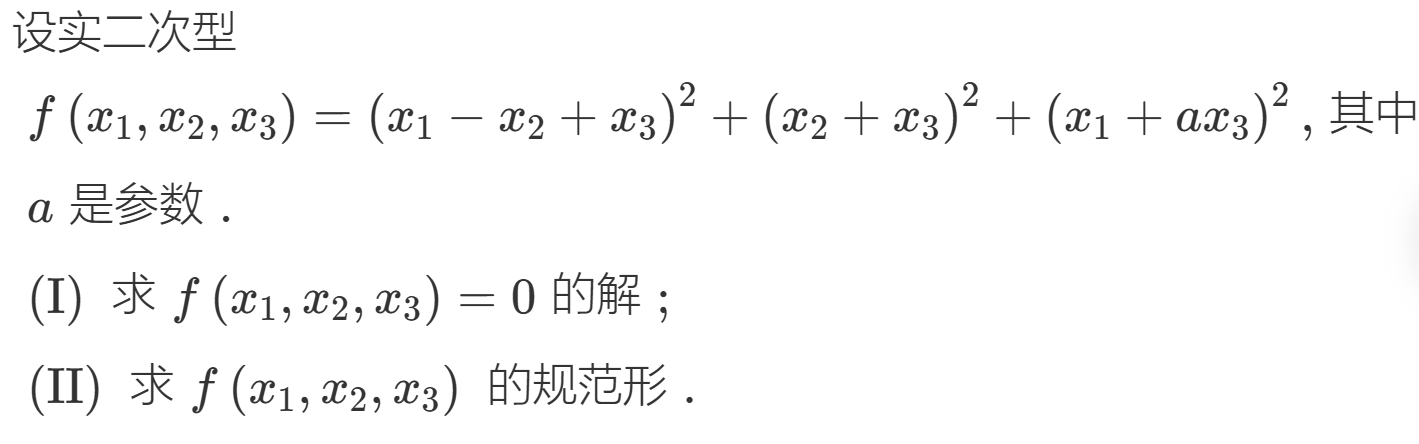 设实二次型
f (x₁, x₂, x₃) = (x₁ − x₂ + x₃)² + (x₂ + x₃)² + (x₁ + ax₃)² , 其中
a 是参数 .
(I) 求 f (x₁, x₂, x₃) = 0 的解 ;
(II) 求 f (x₁, x₂, x₃) 的规范形 .